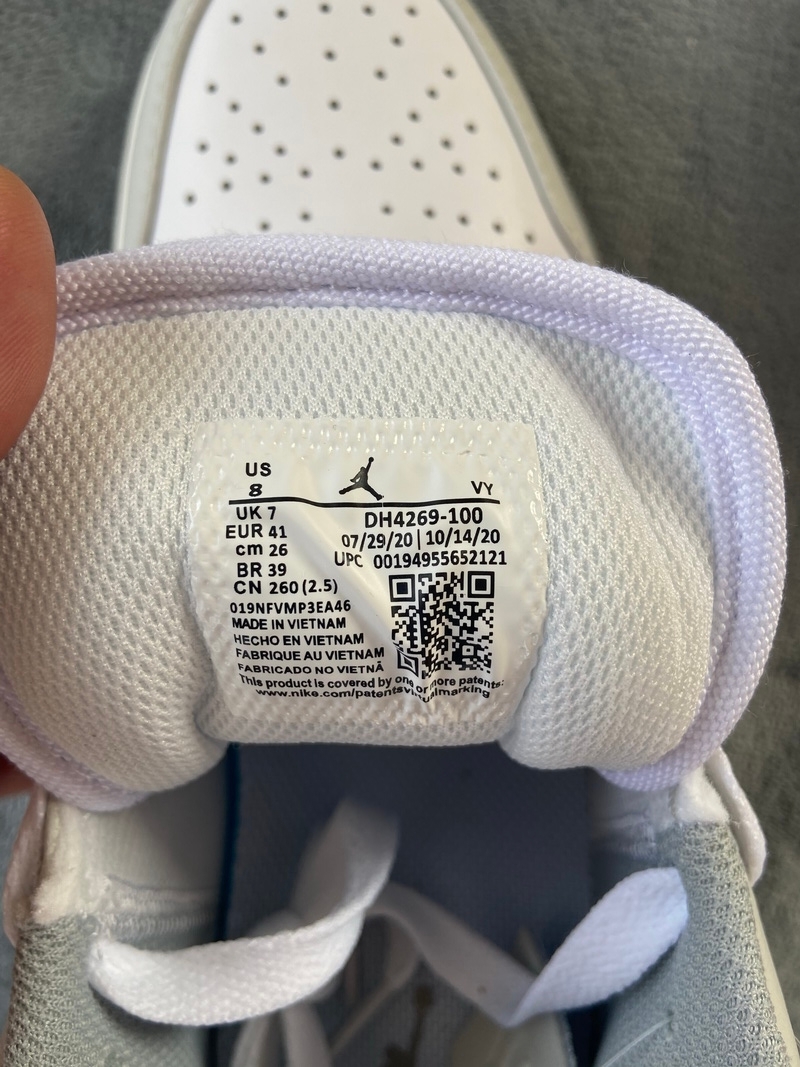 US
8
VY
UK 7
EUR 41
cm 26
BR 39
CN 260 (2.5)
DH4269-100
07/29/20 | 10/14/20
UPC 00194955652121
019NFVMP3EA46
MADE IN VIETNAM
HECHO EN VIETNAM
FABRIQUE AU VIETNAM
FABRICADO NO VIETNÃ
This product is covered by one or more patents:
www.nike.com/patentsvirtualmarking